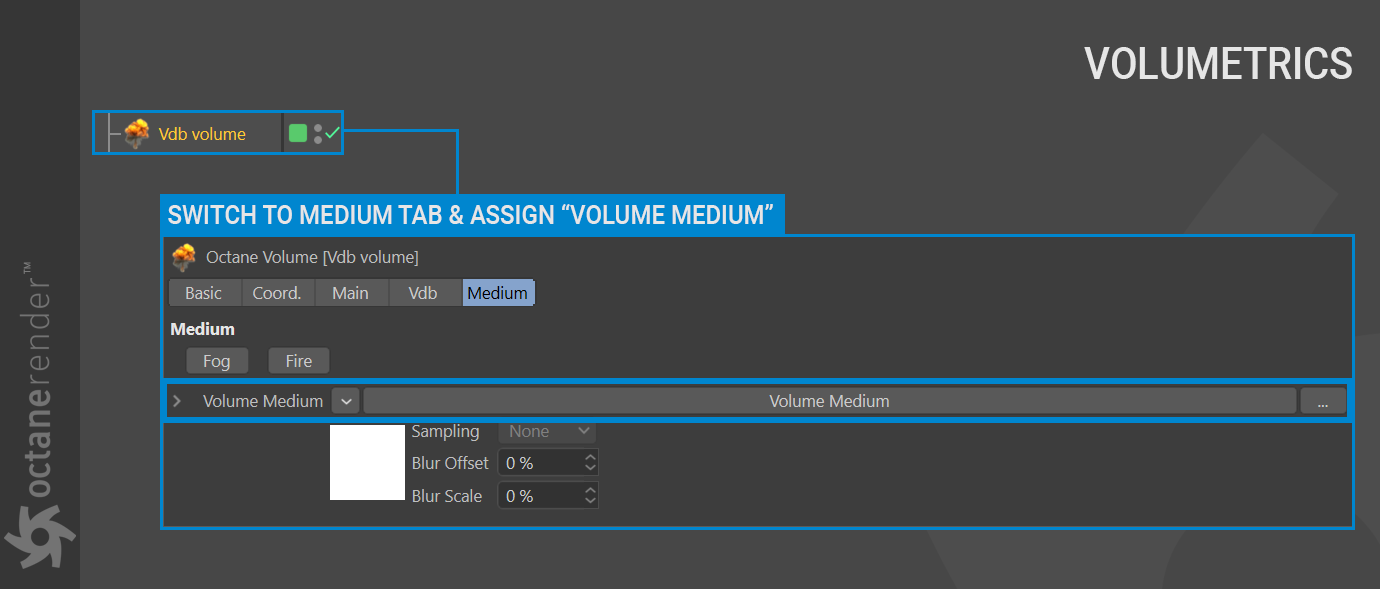 VOLUMETRICS
Vdb volume
SWITCH TO MEDIUM TAB & ASSIGN “VOLUME MEDIUM”
Octane Volume [Vdb volume]
Basic Coord. Main Vdb Medium
Medium
Fog Fire
Volume Medium Volume Medium ...
Sampling None
Blur Offset 0 %
Blur Scale 0 %
octanerender™